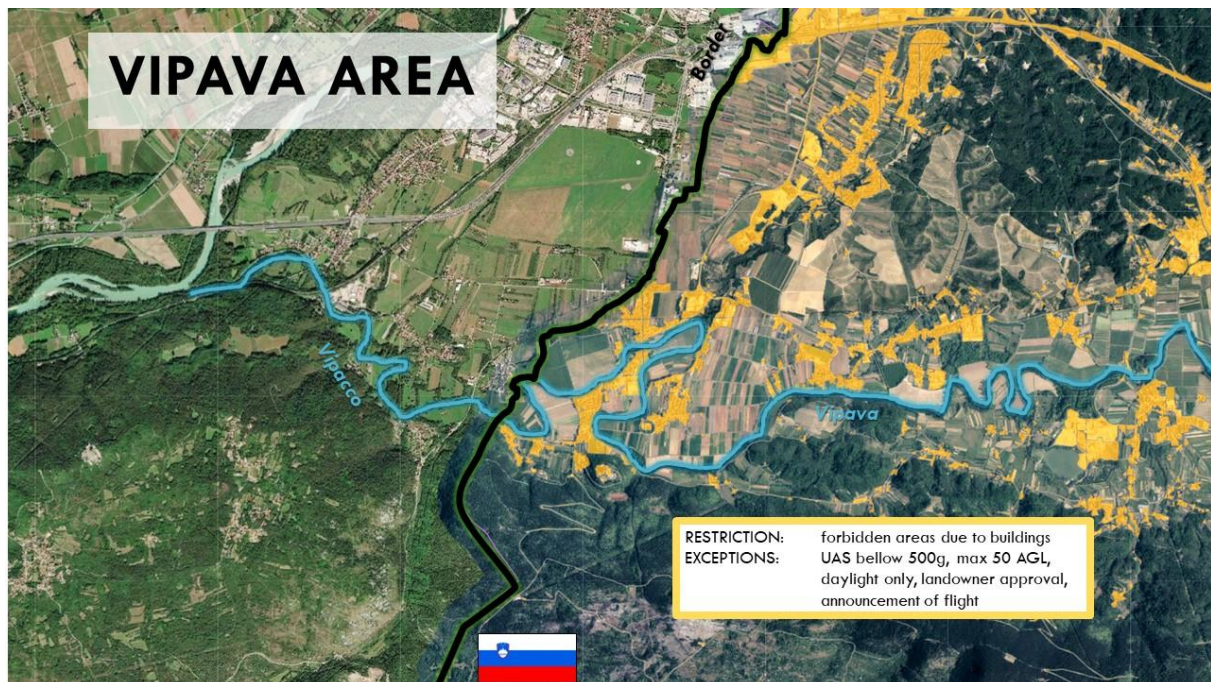 VIPAVA AREA
Border
Vipacco
Vipava
RESTRICTION: forbidden areas due to buildings
EXCEPTIONS: UAS bellow 500g, max 50 AGL,
daylight only, landowner approval,
announcement of flight